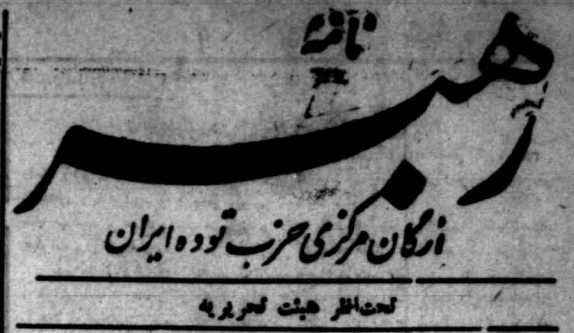 نامه
رهبر
ارگان مرکزی حزب توده ایران
تحت نظر هیئت تحریریه